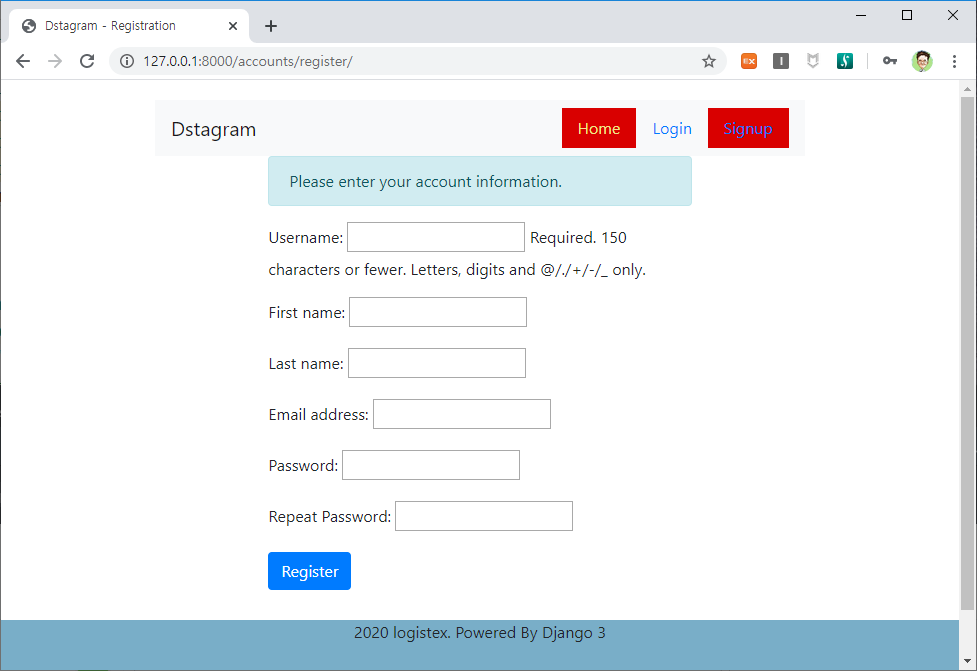 Dstagram - Registration
127.0.0.1:8000/accounts/register/
EX
I
Dstagram Home Login Signup
Please enter your account information.
Username: Required. 150
characters or fewer. Letters, digits and @/./+/-/_ only.
First name:
Last name:
Email address:
Password:
Repeat Password:
Register
2020 logistex. Powered By Django 3